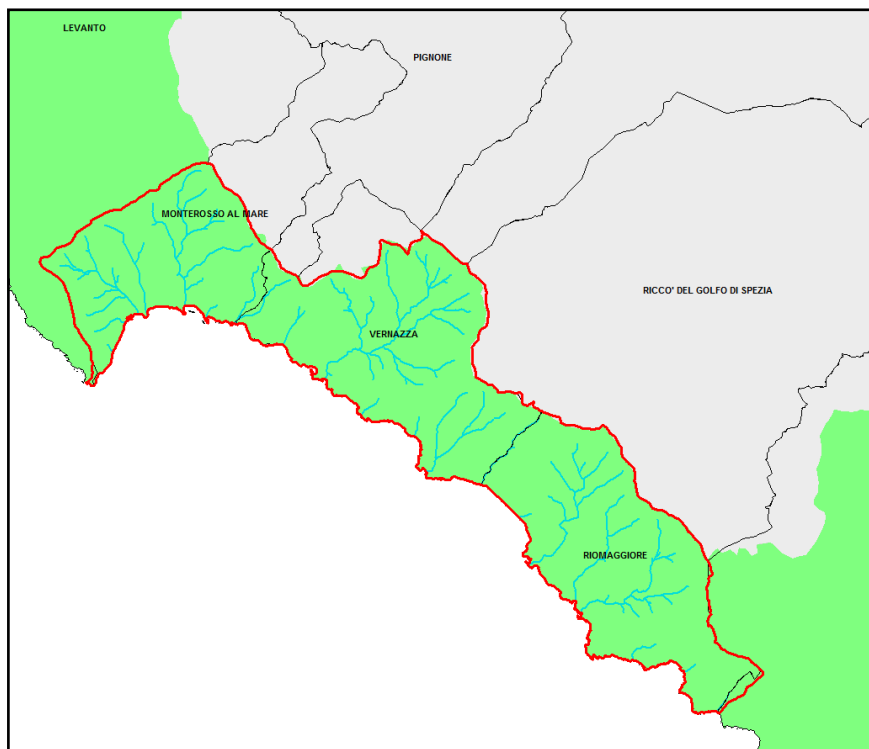 LEVANTO
PIGNONE
MONTEROSSO AL MARE
RICCO' DEL GOLFO DI SPEZIA
VERNAZZA
RIOMAGGIORE